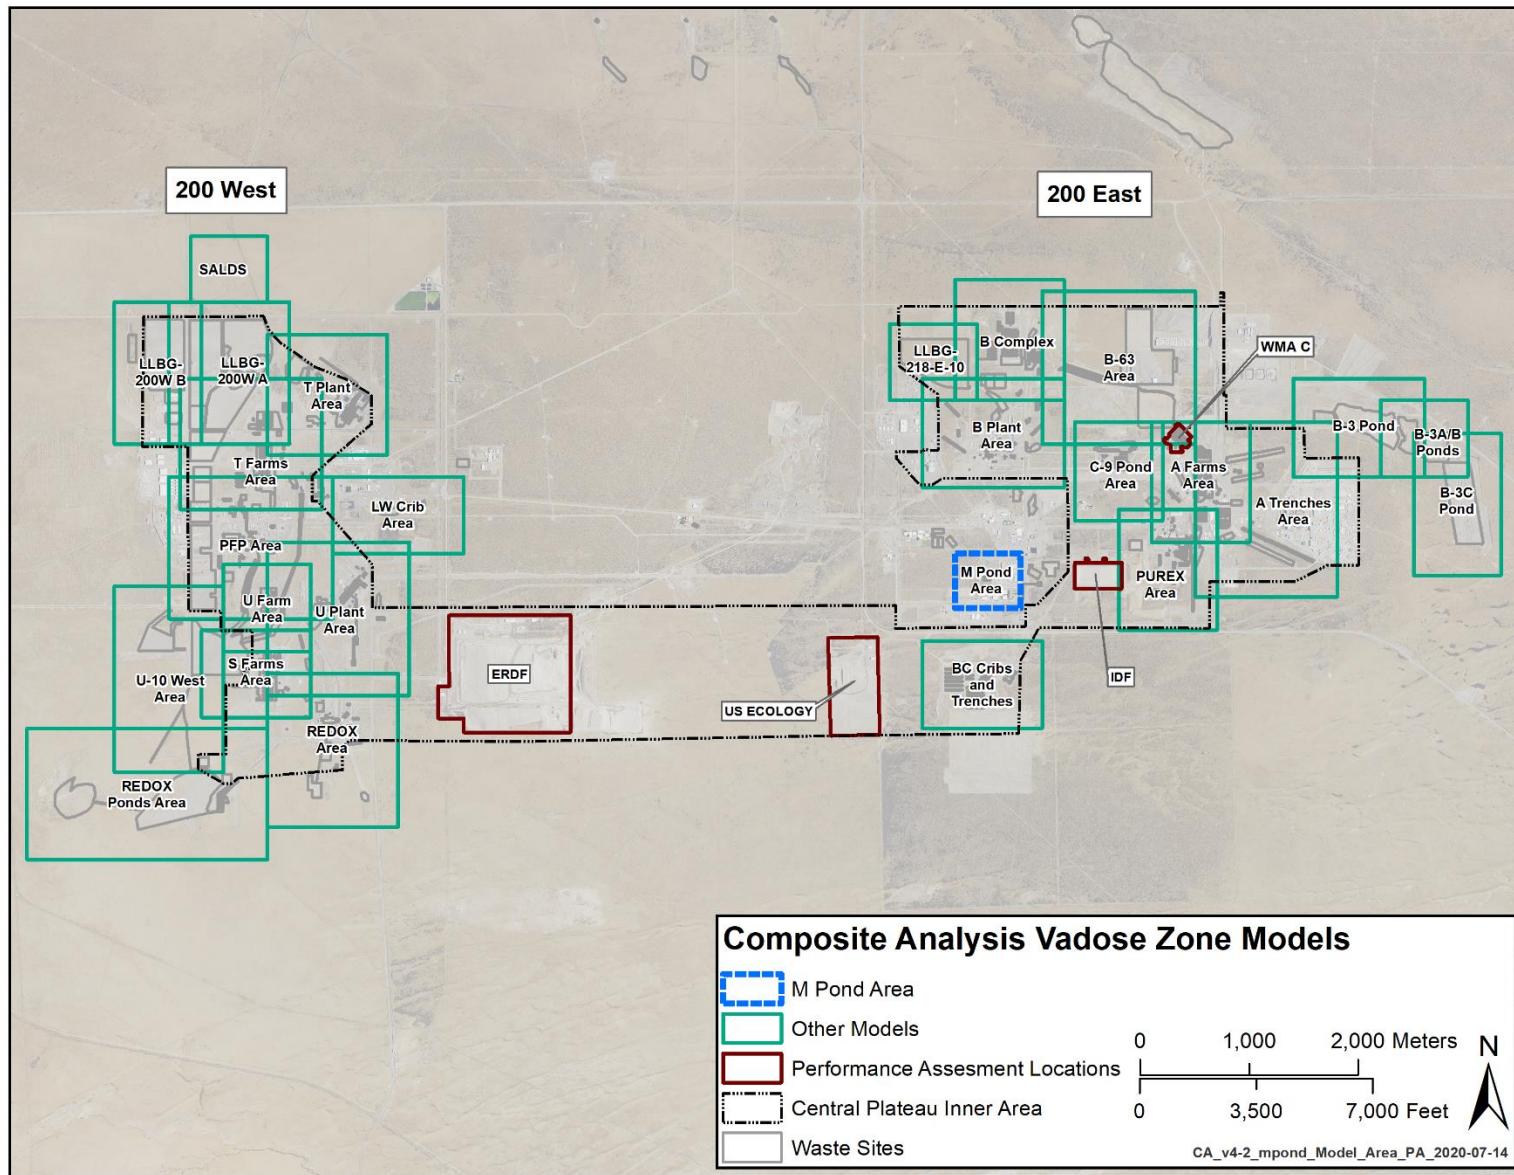 200 West
200 East
SALDS
LLBG-
200W B
LLBG-
200W A
T Plant
Area
T Farms
Area
LW Crib
Area
PFP Area
U Farm
Area
U Plant
Area
S Farms
Area
U-10 West
Area
REDOX
Area
REDOX
Ponds Area
ERDF
US ECOLOGY
LLBG-
218-E-10
B Complex
B-63
Area
WMA C
B Plant
Area
C-9 Pond
Area
A Farms
Area
B-3 Pond
B-3A/B
Ponds
B-3C
Pond
A Trenches
Area
M Pond
Area
PUREX
Area
IDF
BC Cribs
and
Trenches
Composite Analysis Vadose Zone Models
M Pond Area
Other Models
Performance Assesment Locations
Central Plateau Inner Area
Waste Sites
0 1,000 2,000 Meters
0 3,500 7,000 Feet
N
CA_v4-2_mpond_Model_Area_PA_2020-07-14